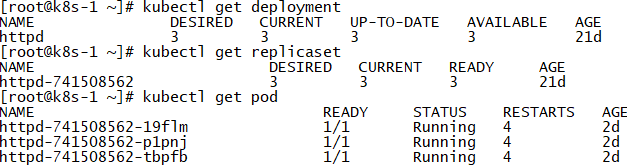 [root@k8s-1 ~]# kubectl get deployment
NAME DESIRED CURRENT UP-TO-DATE AVAILABLE AGE
httpd 3 3 3 3 21d
[root@k8s-1 ~]# kubectl get replicaset
NAME DESIRED CURRENT READY AGE
httpd-741508562 3 3 3 21d
[root@k8s-1 ~]# kubectl get pod
NAME READY STATUS RESTARTS AGE
httpd-741508562-19flm 1/1 Running 4 2d
httpd-741508562-p1pnj 1/1 Running 4 2d
httpd-741508562-tbpfb 1/1 Running 4 2d